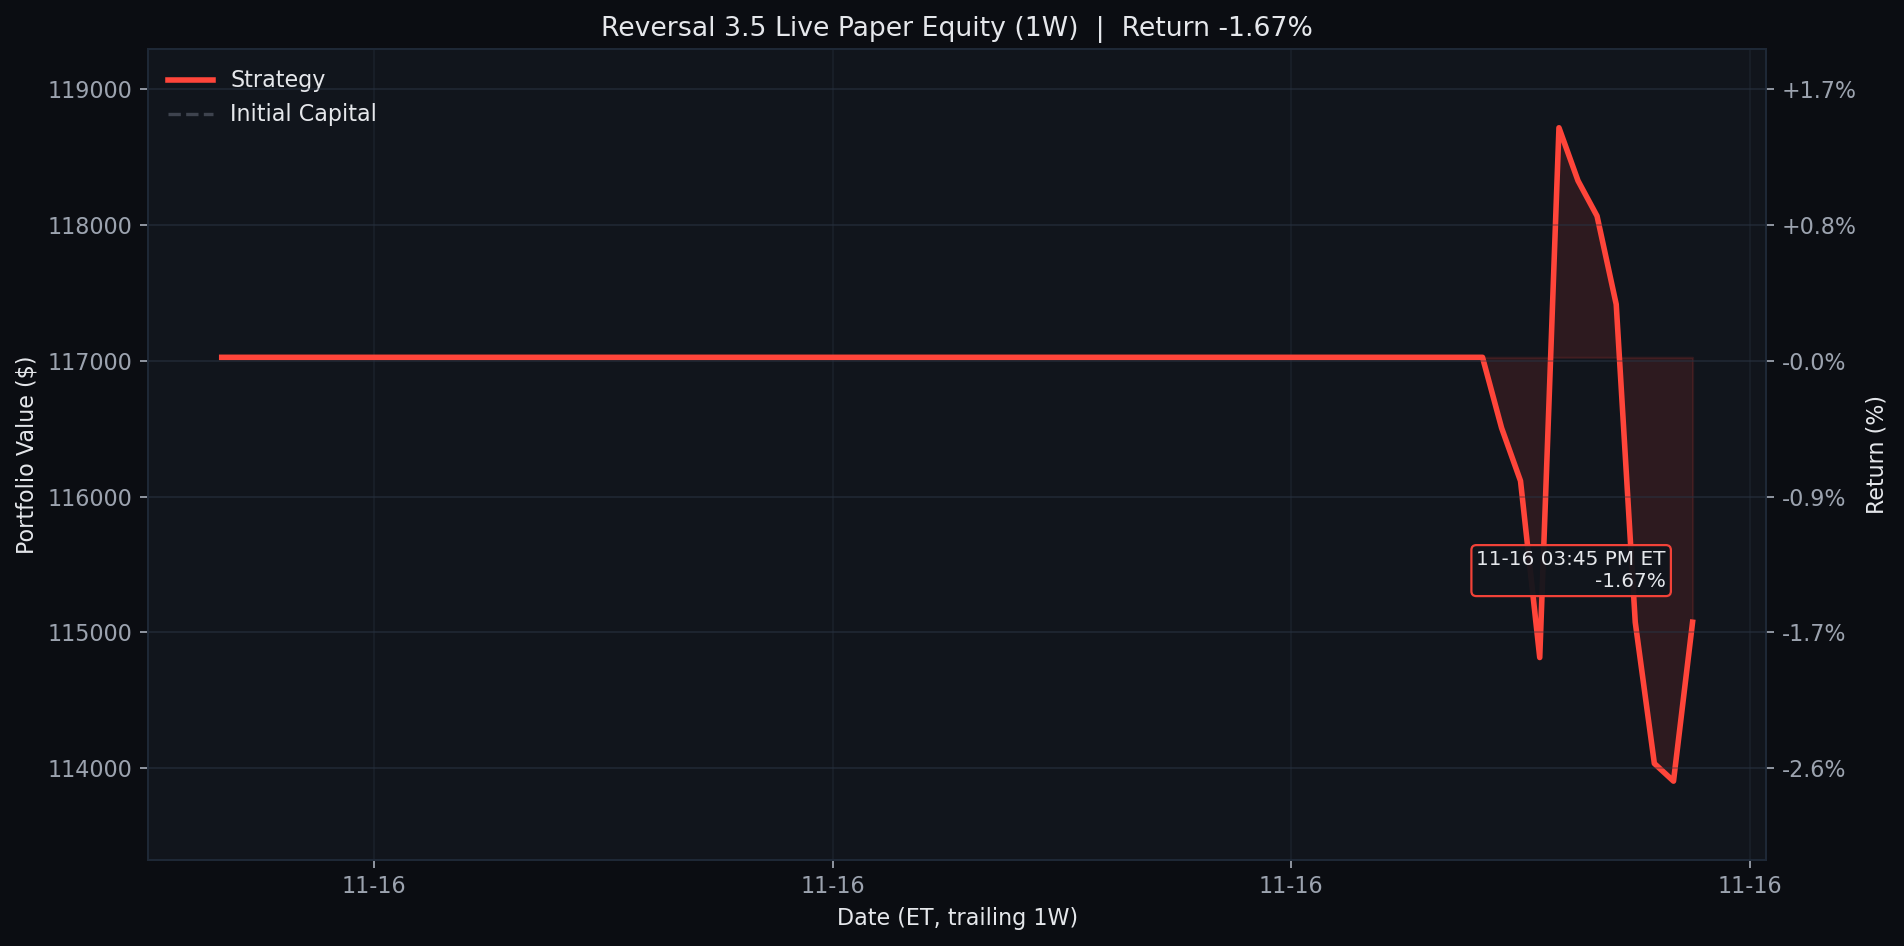 Reversal 3.5 Live Paper Equity (1W)  |  Return -1.67%
Strategy
Initial Capital
119000
118000
117000
116000
115000
114000
Portfolio Value ($)
+1.7%
+0.8%
-0.0%
-0.9%
-1.7%
-2.6%
Return (%)
11-16 03:45 PM ET
-1.67%
11-16
11-16
11-16
11-16
Date (ET, trailing 1W)